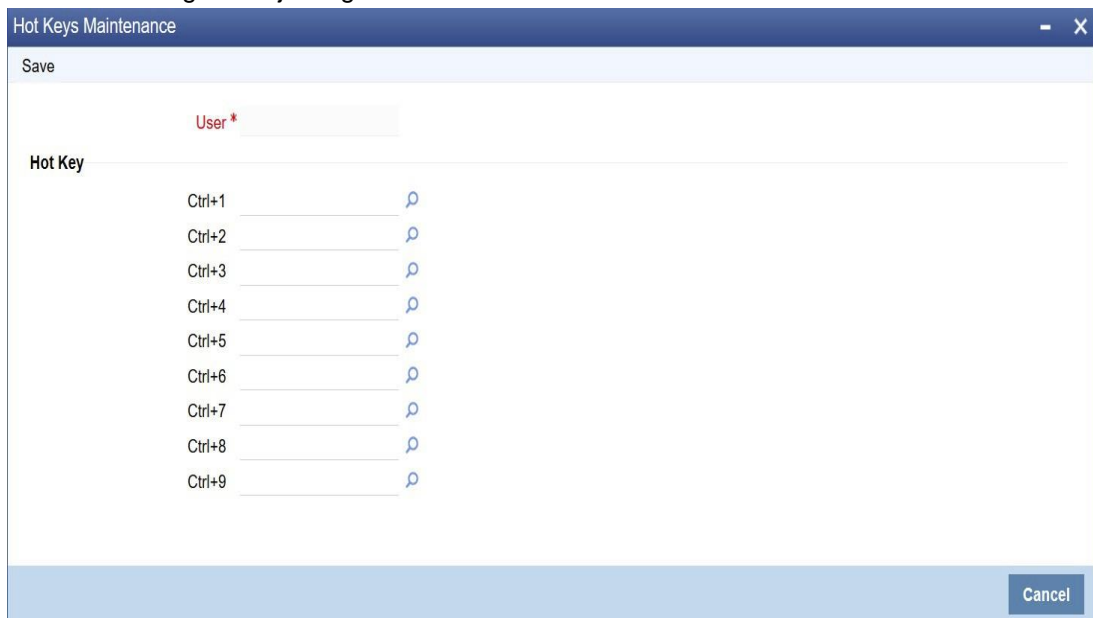 Hot Keys Maintenance
Save
User *
Hot Key
Ctrl+1
Ctrl+2
Ctrl+3
Ctrl+4
Ctrl+5
Ctrl+6
Ctrl+7
Ctrl+8
Ctrl+9
Cancel